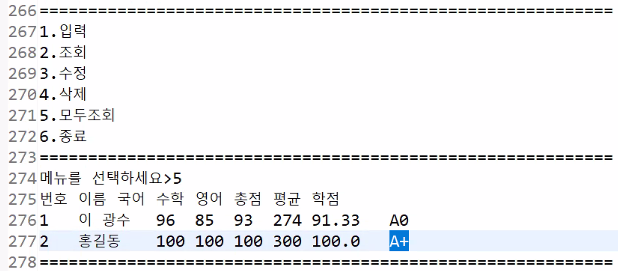 266 =============================================================
267 1.입력
268 2.조회
269 3.수정
270 4.삭제
271 5.모두조회
272 6.종료
273 =============================================================
274 메뉴를 선택하세요>5
275 번호 이름 국어 수학 영어 총점 평균 학점
276 1 이 광수 96 85 93 274 91.33 A0
277 2 홍길동 100 100 100 300 100.0 A+
278 =============================================================